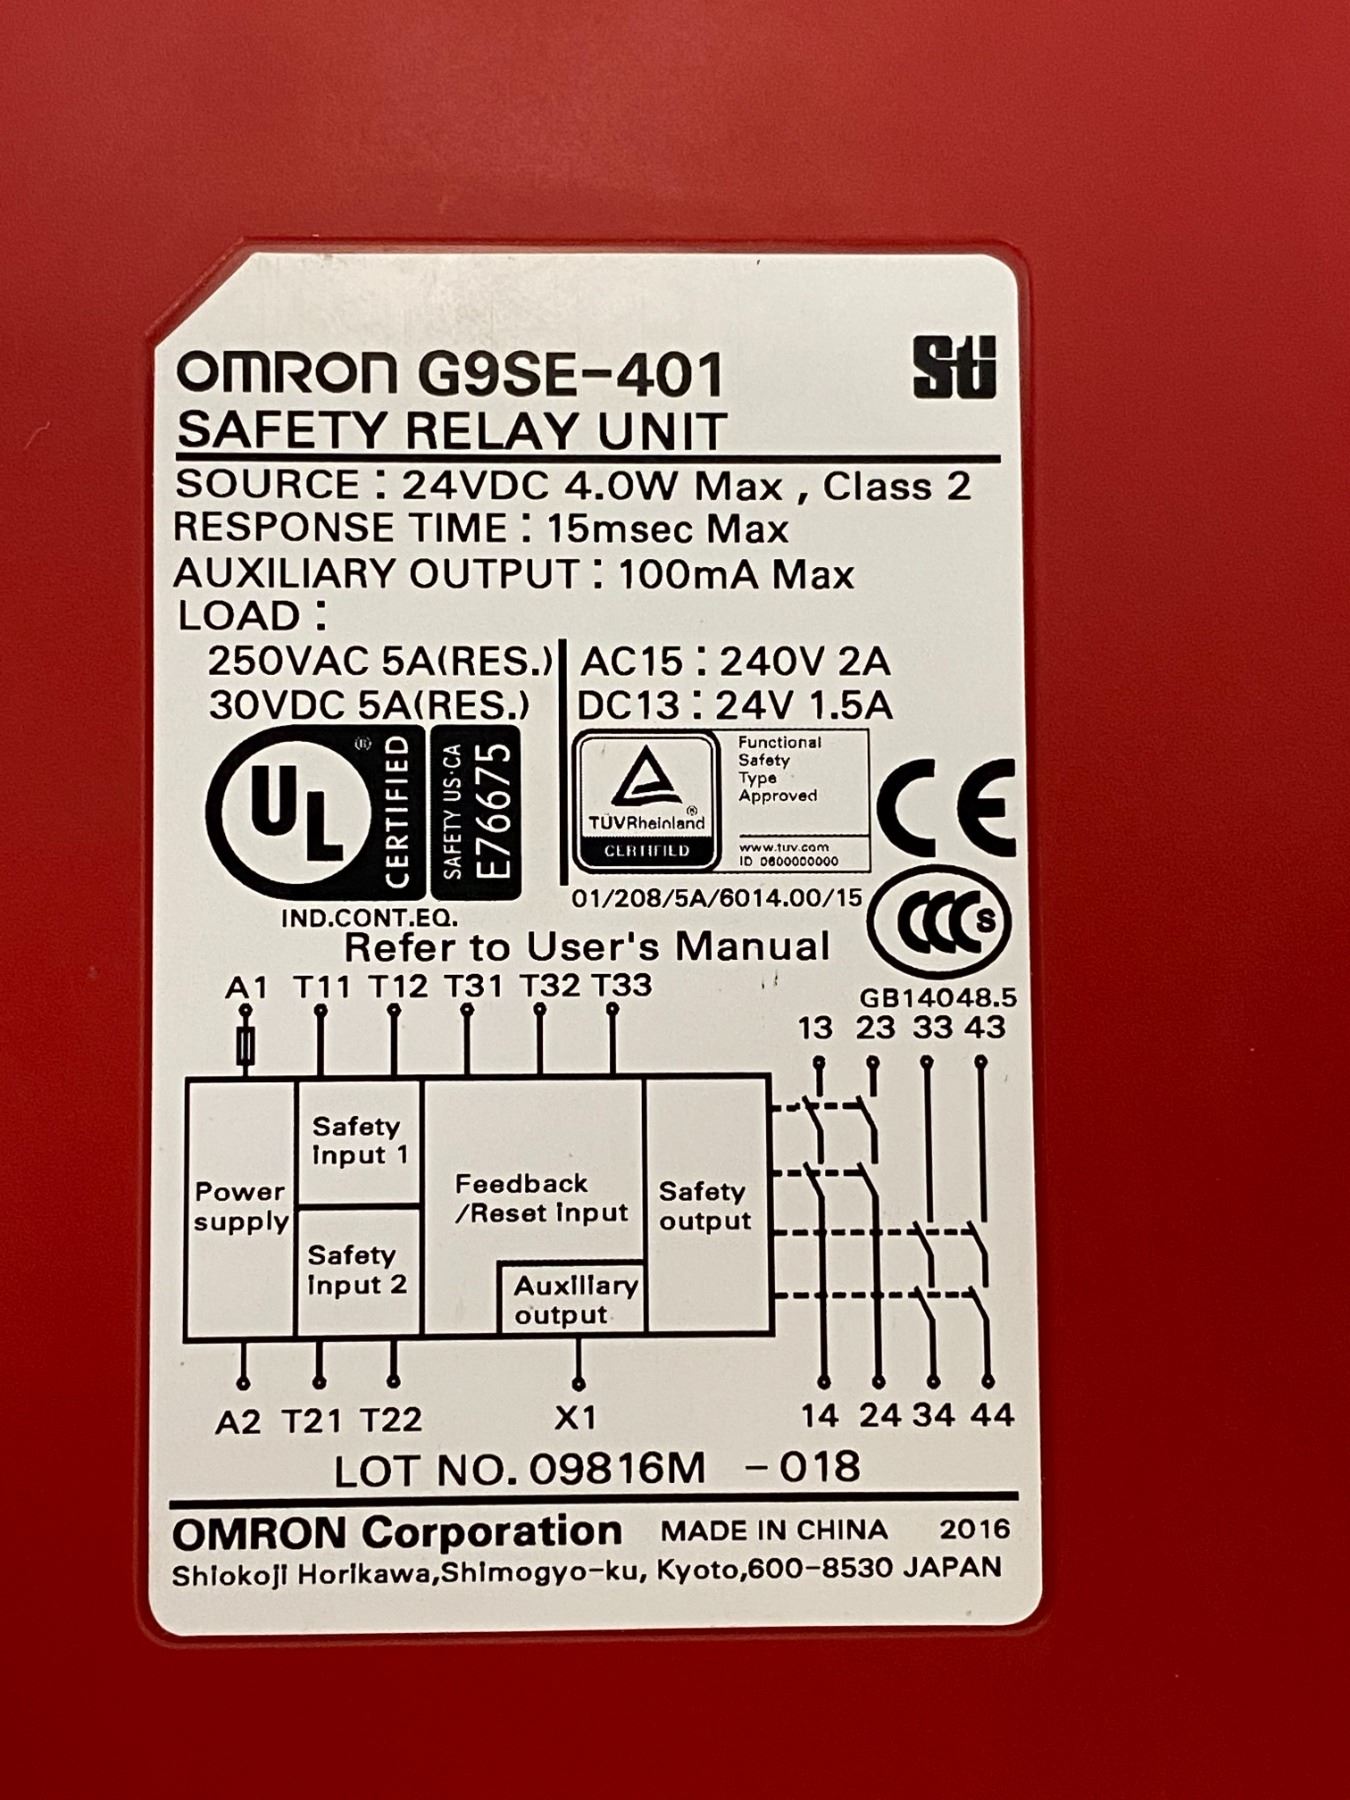 OMRON G9SE-401
Sti
SAFETY RELAY UNIT
SOURCE : 24VDC 4.0W Max , Class 2
RESPONSE TIME : 15msec Max
AUXILIARY OUTPUT : 100mA Max
LOAD :
250VAC 5A(RES.)
30VDC 5A(RES.)
AC15 : 240V 2A
DC13 : 24V 1.5A
UL ®
CERTIFIED
SAFETY US·CA
E76675
IND.CONT.EQ.
TÜVRheinland ®
CERTIFIED
Functional
Safety
Type
Approved
www.tuv.com
ID 0600000000
01/208/5A/6014.00/15
CE
CCC S
GB14048.5
Refer to User's Manual
A1 T11 T12 T31 T32 T33
13 23 33 43
Power
supply
Safety
Input 1
Safety
Input 2
Feedback
/Reset Input
Auxiliary
output
Safety
output
A2 T21 T22 X1 14 24 34 44
LOT NO. 09816M -018
OMRON Corporation MADE IN CHINA 2016
Shiokoji Horikawa,Shimogyo-ku, Kyoto,600-8530 JAPAN